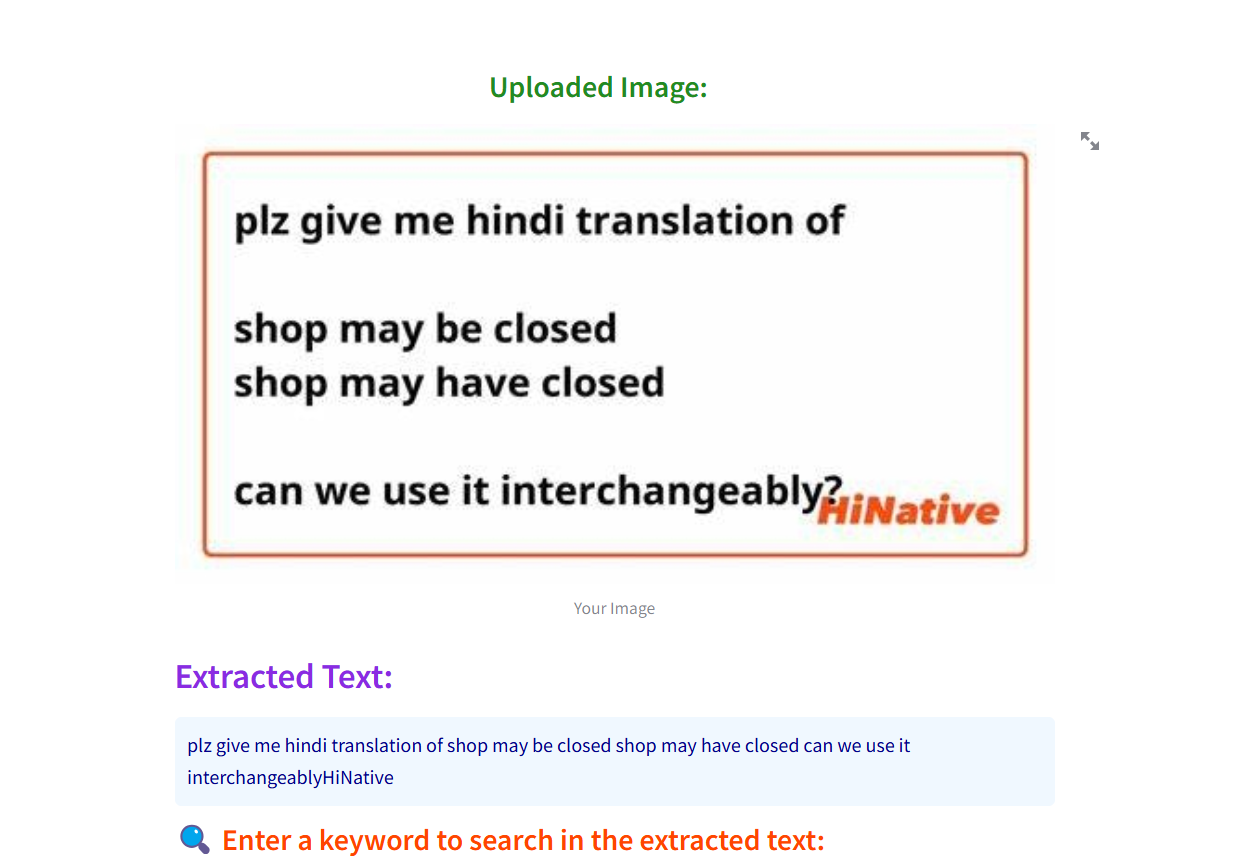 Uploaded Image:
plz give me hindi translation of
shop may be closed
shop may have closed
can we use it interchangeably?
HiNative
Your Image
Extracted Text:
plz give me hindi translation of shop may be closed shop may have closed can we use it
interchangeablyHiNative
🔍 Enter a keyword to search in the extracted text: